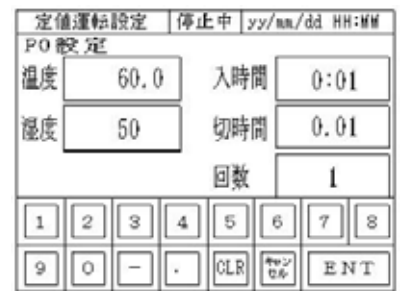 定値運転設定 停止中 yy/mm/dd HH:MM
PO設定
温度 60.0 入時間 0:01
湿度 50 切時間 0.01
回数 1
1 2 3 4 5 6 7 8
9 0 - . CLR キャンセル ENT